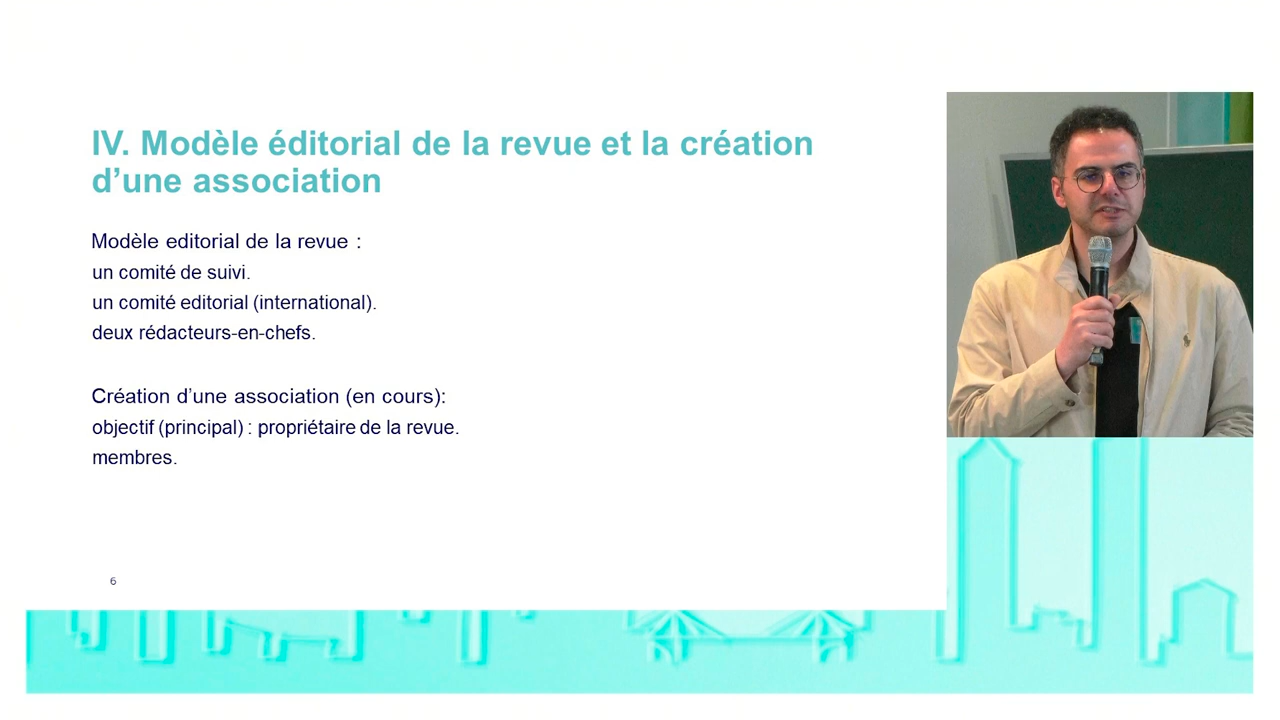 IV. Modèle éditorial de la revue et la création
d’une association
Modèle editorial de la revue :
un comité de suivi.
un comité editorial (international).
deux rédacteurs-en-chefs.
Création d’une association (en cours):
objectif (principal) : propriétaire de la revue.
membres.
6